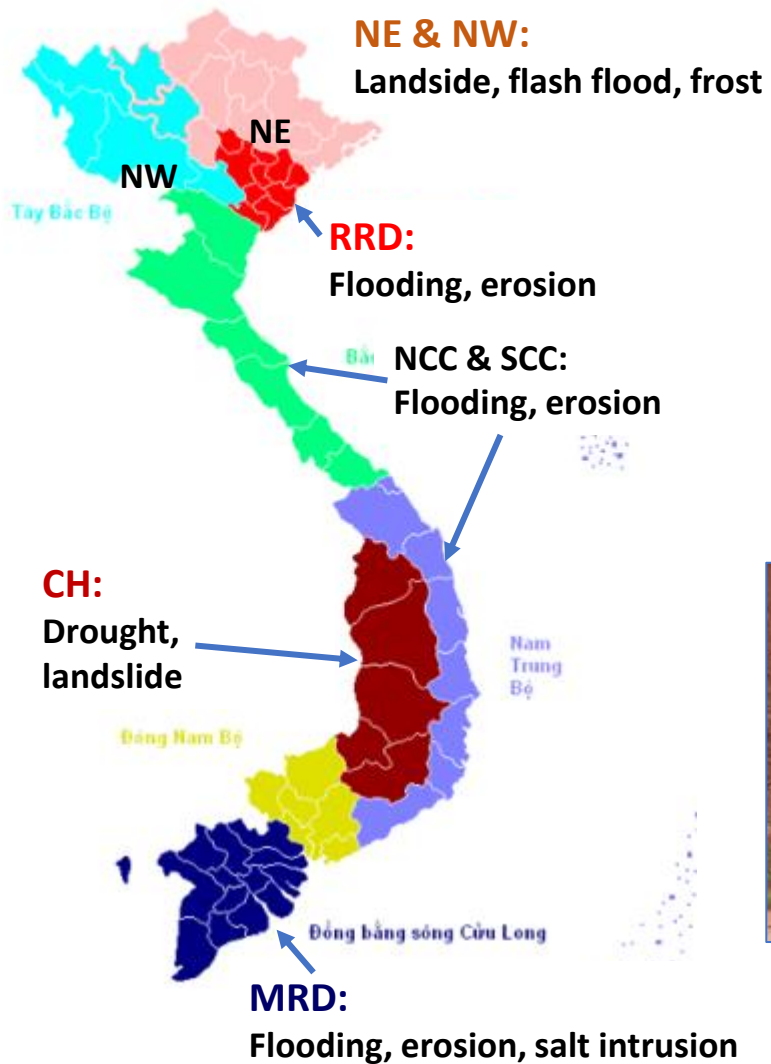 NE & NW:
Landside, flash flood, frost
NE
NW
Tây Bắc Bộ
RRD:
Flooding, erosion
NCC & SCC:
Flooding, erosion
CH:
Drought,
landslide
Nam
Trung
Bộ
Đông Nam Bộ
Đồng bằng sông Cửu Long
MRD:
Flooding, erosion, salt intrusion